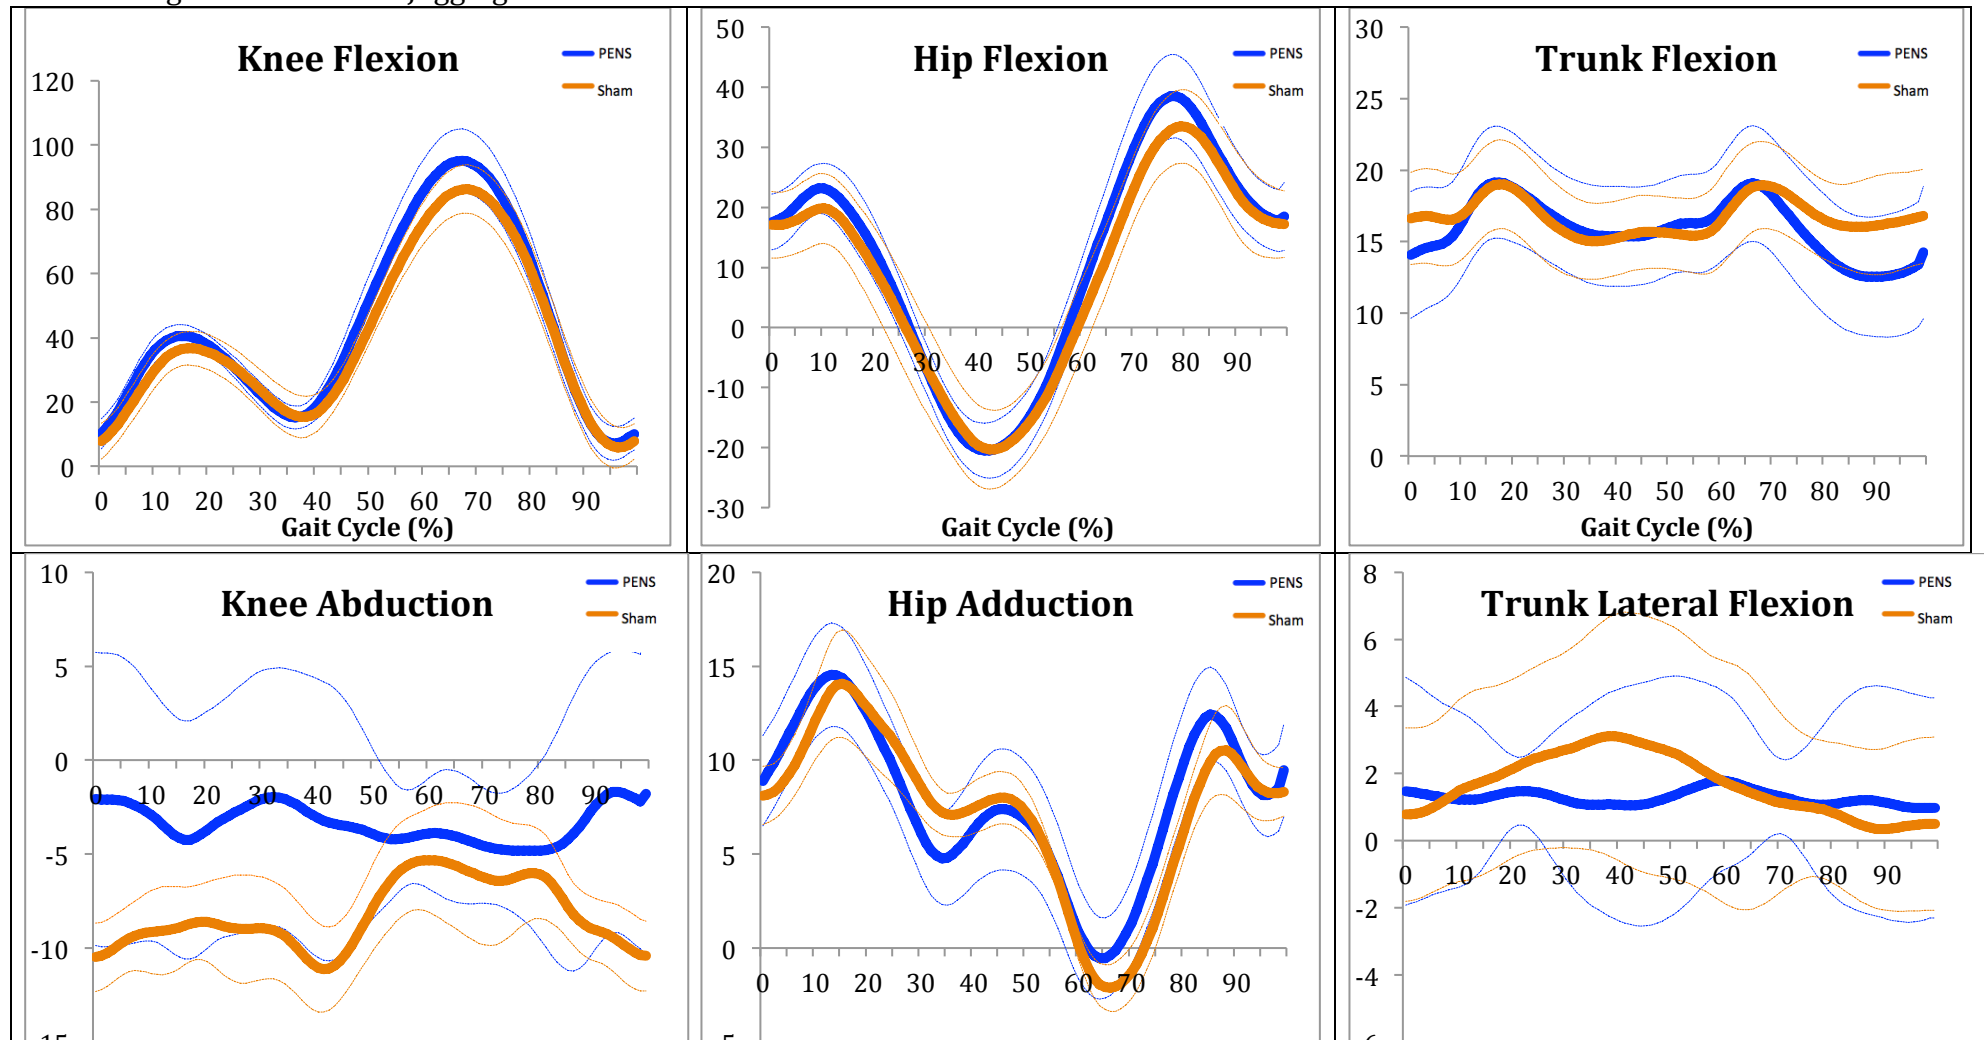 Knee Flexion
PENS
Sham
120
100
80
60
40
20
0
0 10 20 30 40 50 60 70 80 90
Gait Cycle (%)
Hip Flexion
PENS
Sham
50
40
30
20
10
0
-10
-20
-30
0 10 20 30 40 50 60 70 80 90
Gait Cycle (%)
Trunk Flexion
PENS
Sham
30
25
20
15
10
5
0
0 10 20 30 40 50 60 70 80 90
Gait Cycle (%)
Knee Abduction
PENS
Sham
10
5
0
-5
-10
0 10 20 30 40 50 60 70 80 90
Hip Adduction
PENS
Sham
20
15
10
5
0
0 10 20 30 40 50 60 70 80 90
Trunk Lateral Flexion
PENS
Sham
8
6
4
2
0
-2
-4
0 10 20 30 40 50 60 70 80 90